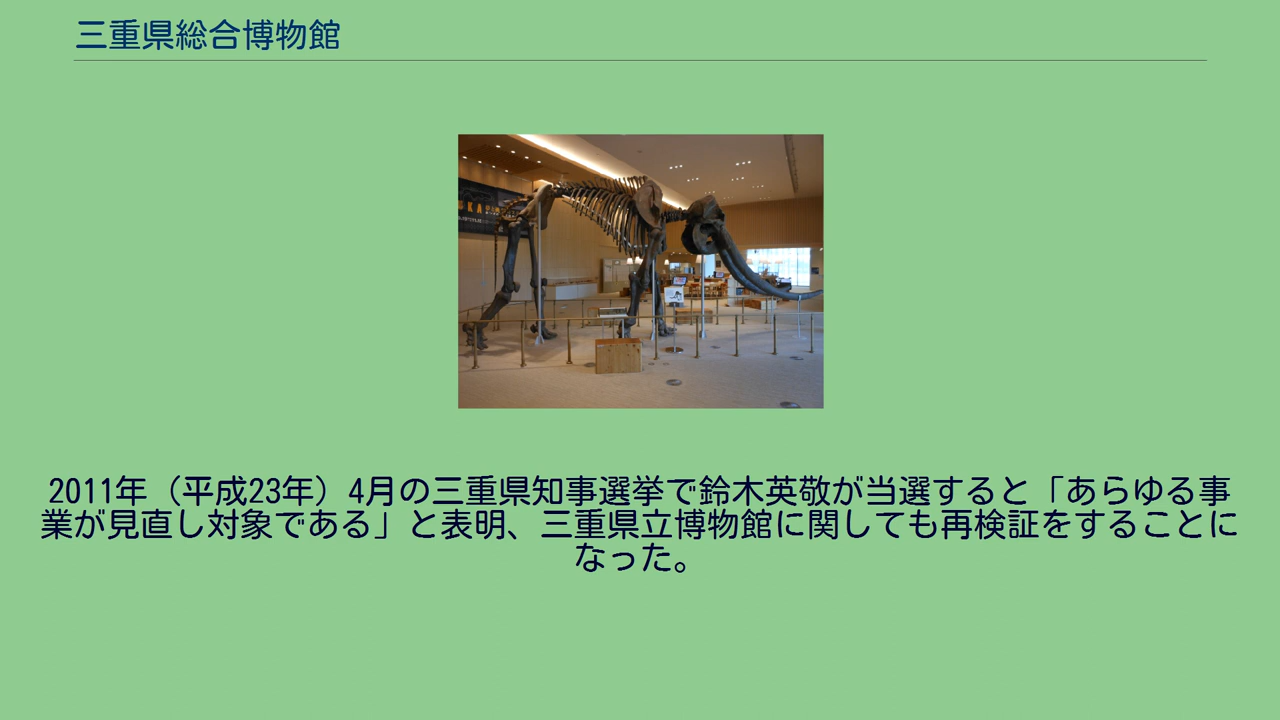 三重県総合博物館
2011年（平成23年）4月の三重県知事選挙で鈴木英敬が当選すると「あらゆる事
業が見直し対象である」と表明、三重県立博物館に関しても再検証をすることに
なった。